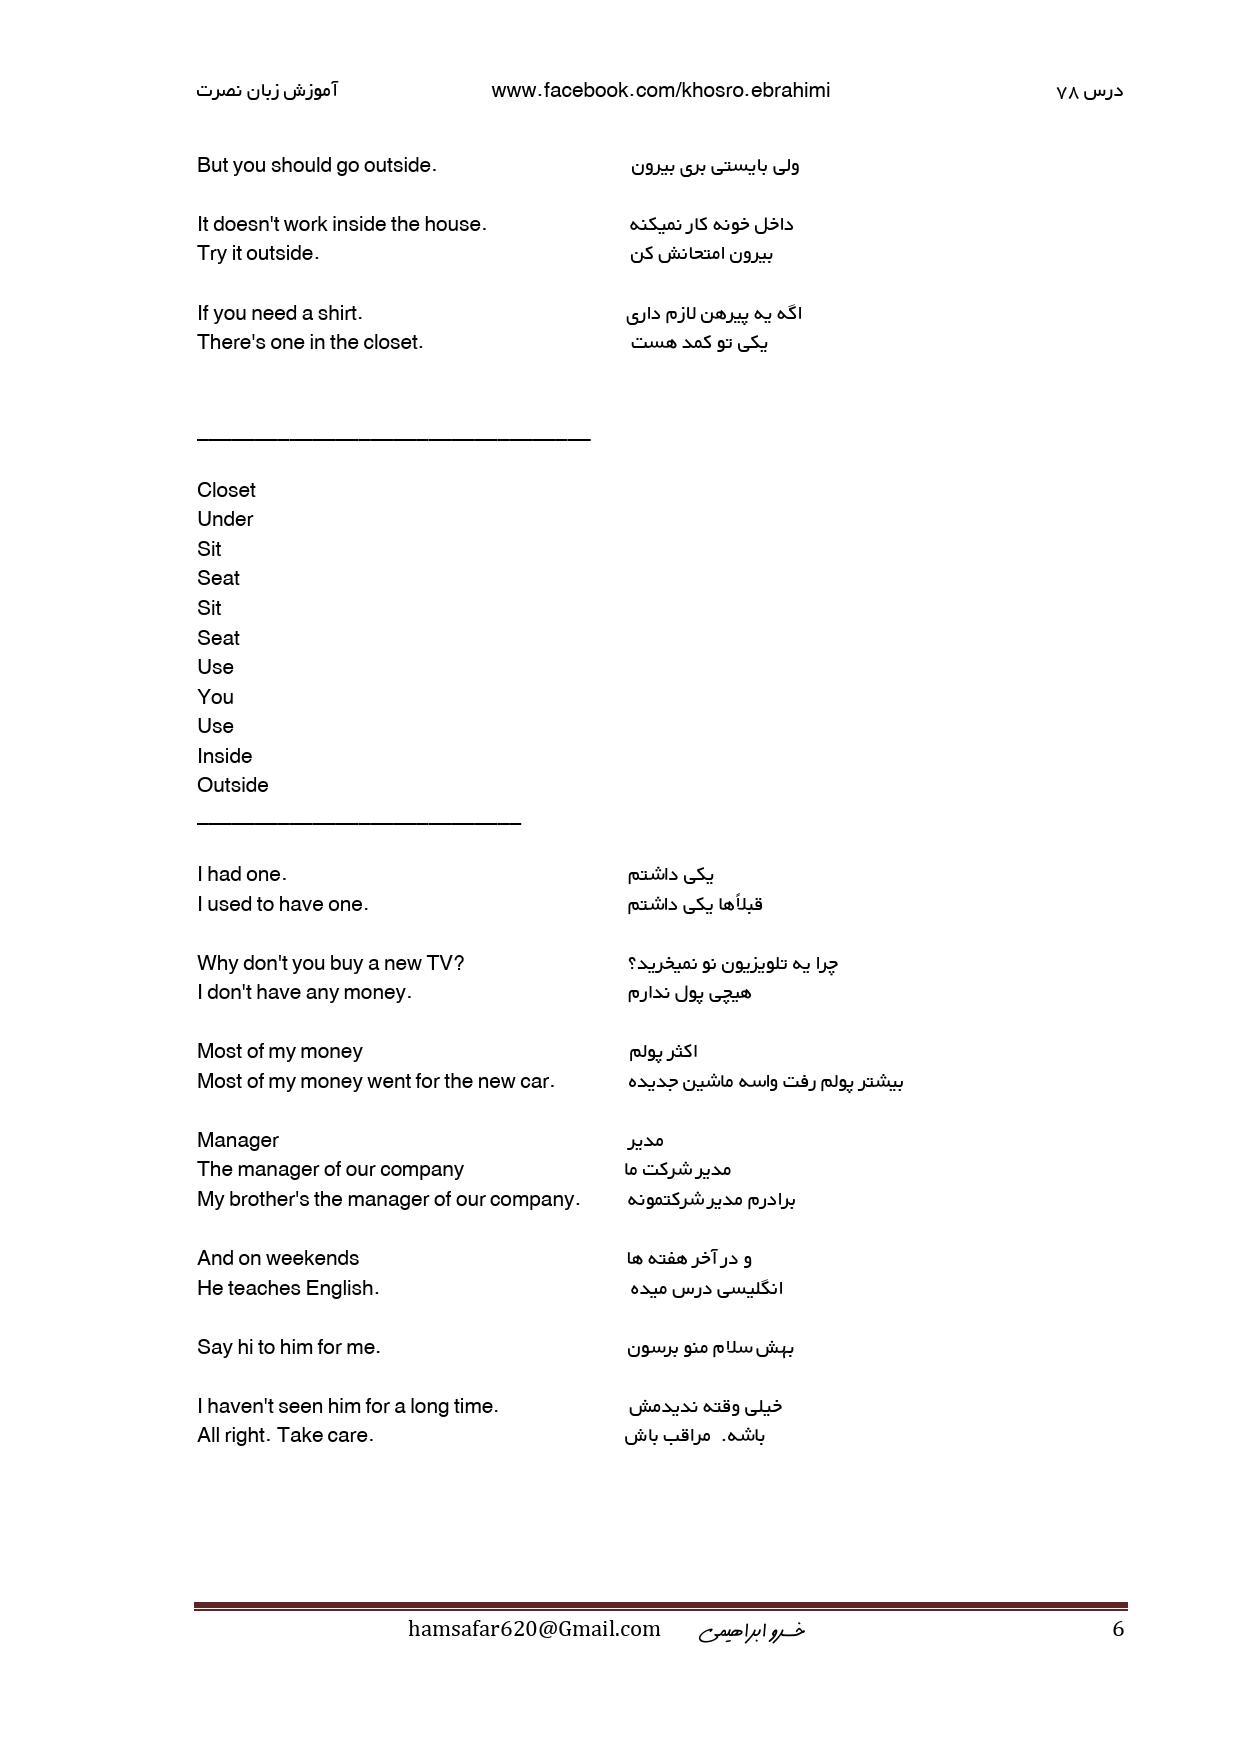 آموزش زبان نصرت www.facebook.com/khosro.ebrahimi درس ۷۸
But you should go outside. ولی بایستی بری بیرون
It doesn't work inside the house. داخل خونه کار نمیکنه
Try it outside. بیرون امتحانش کن
If you need a shirt. اگه یه پیرهن لازم داری
There's one in the closet. یکی تو کمد هست
Closet
Under
Sit
Seat
Sit
Seat
Use
You
Use
Inside
Outside
I had one. یکی داشتم
I used to have one. قبلاًها یکی داشتم
Why don't you buy a new TV? چرا یه تلویزیون نو نمیخرید؟
I don't have any money. هیچی پول ندارم
Most of my money اکثر پولم
Most of my money went for the new car. بیشتر پولم رفت واسه ماشین جدیده
Manager مدیر
The manager of our company مدیر شرکت ما
My brother's the manager of our company. برادرم مدیر شرکتمونه
And on weekends و در آخر هفته ها
He teaches English. انگلیسی درس میده
Say hi to him for me. بهش سلام منو برسون
I haven't seen him for a long time. خیلی وقته ندیدمش
All right. Take care. باشه. مراقب باش
hamsafar620@Gmail.com خسرو ابراهیمی 6